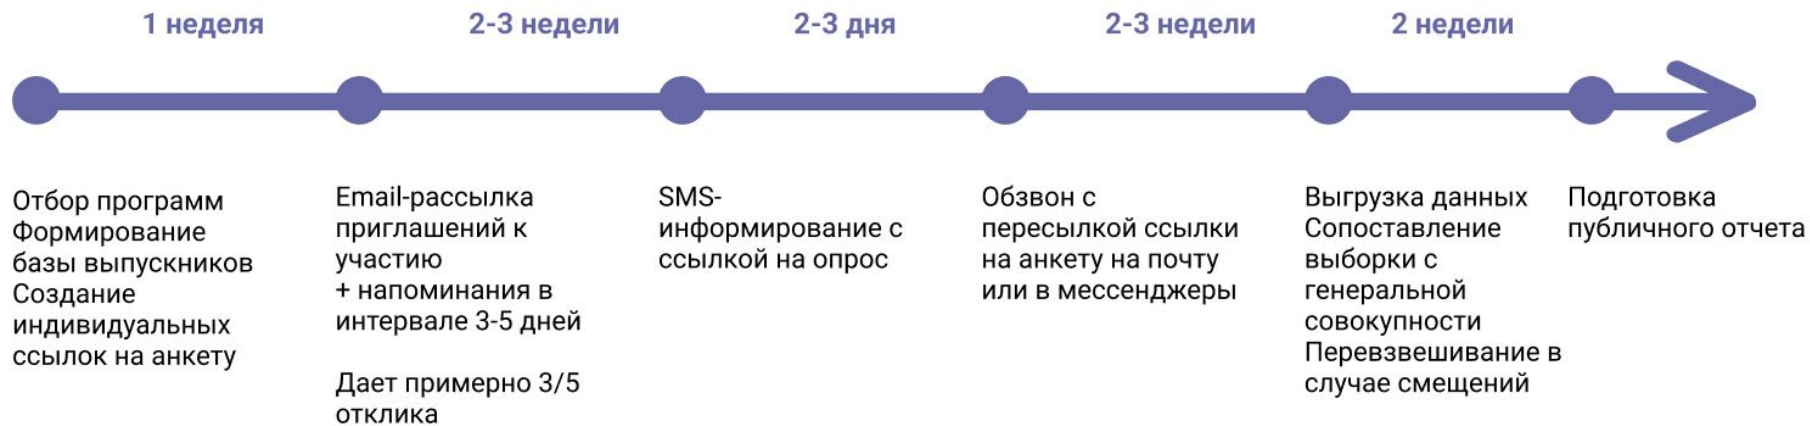 1 неделя
2-3 недели
2-3 дня
2-3 недели
2 недели
Отбор программ
Формирование
базы выпускников
Создание
индивидуальных
ссылок на анкету
Email-рассылка
приглашений к
участию
+ напоминания в
интервале 3-5 дней
Дает примерно 3/5
отклика
SMS-
информирование с
ссылкой на опрос
Обзвон с
пересылкой ссылки
на анкету на почту
или в мессенджеры
Выгрузка данных
Сопоставление
выборки с
генеральной
совокупности
Перевзвешивание в
случае смещений
Подготовка
публичного отчета